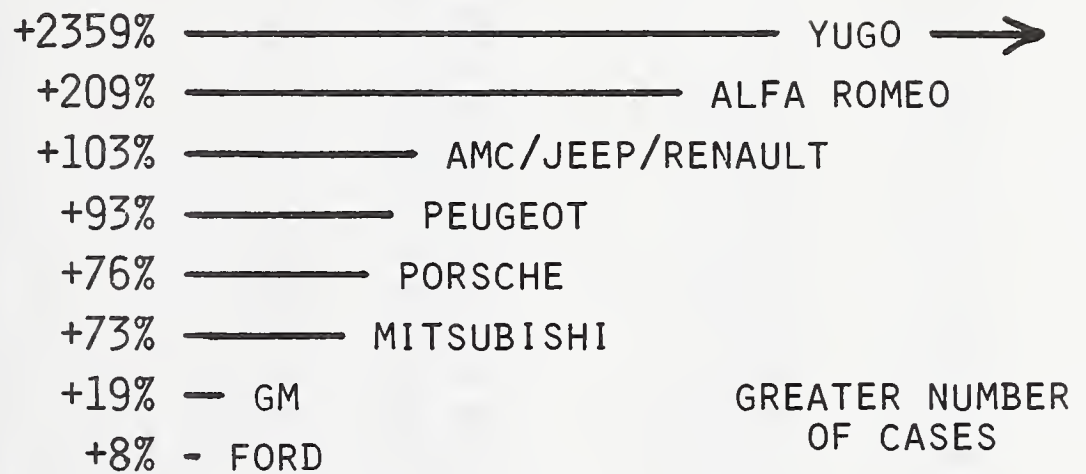 +2359% YUGO
+209% ALFA ROMEO
+103% AMC/JEEP/RENAULT
+93% PEUGEOT
+76% PORSCHE
+73% MITSUBISHI
+19% GM
+8% FORD
GREATER NUMBER
OF CASES